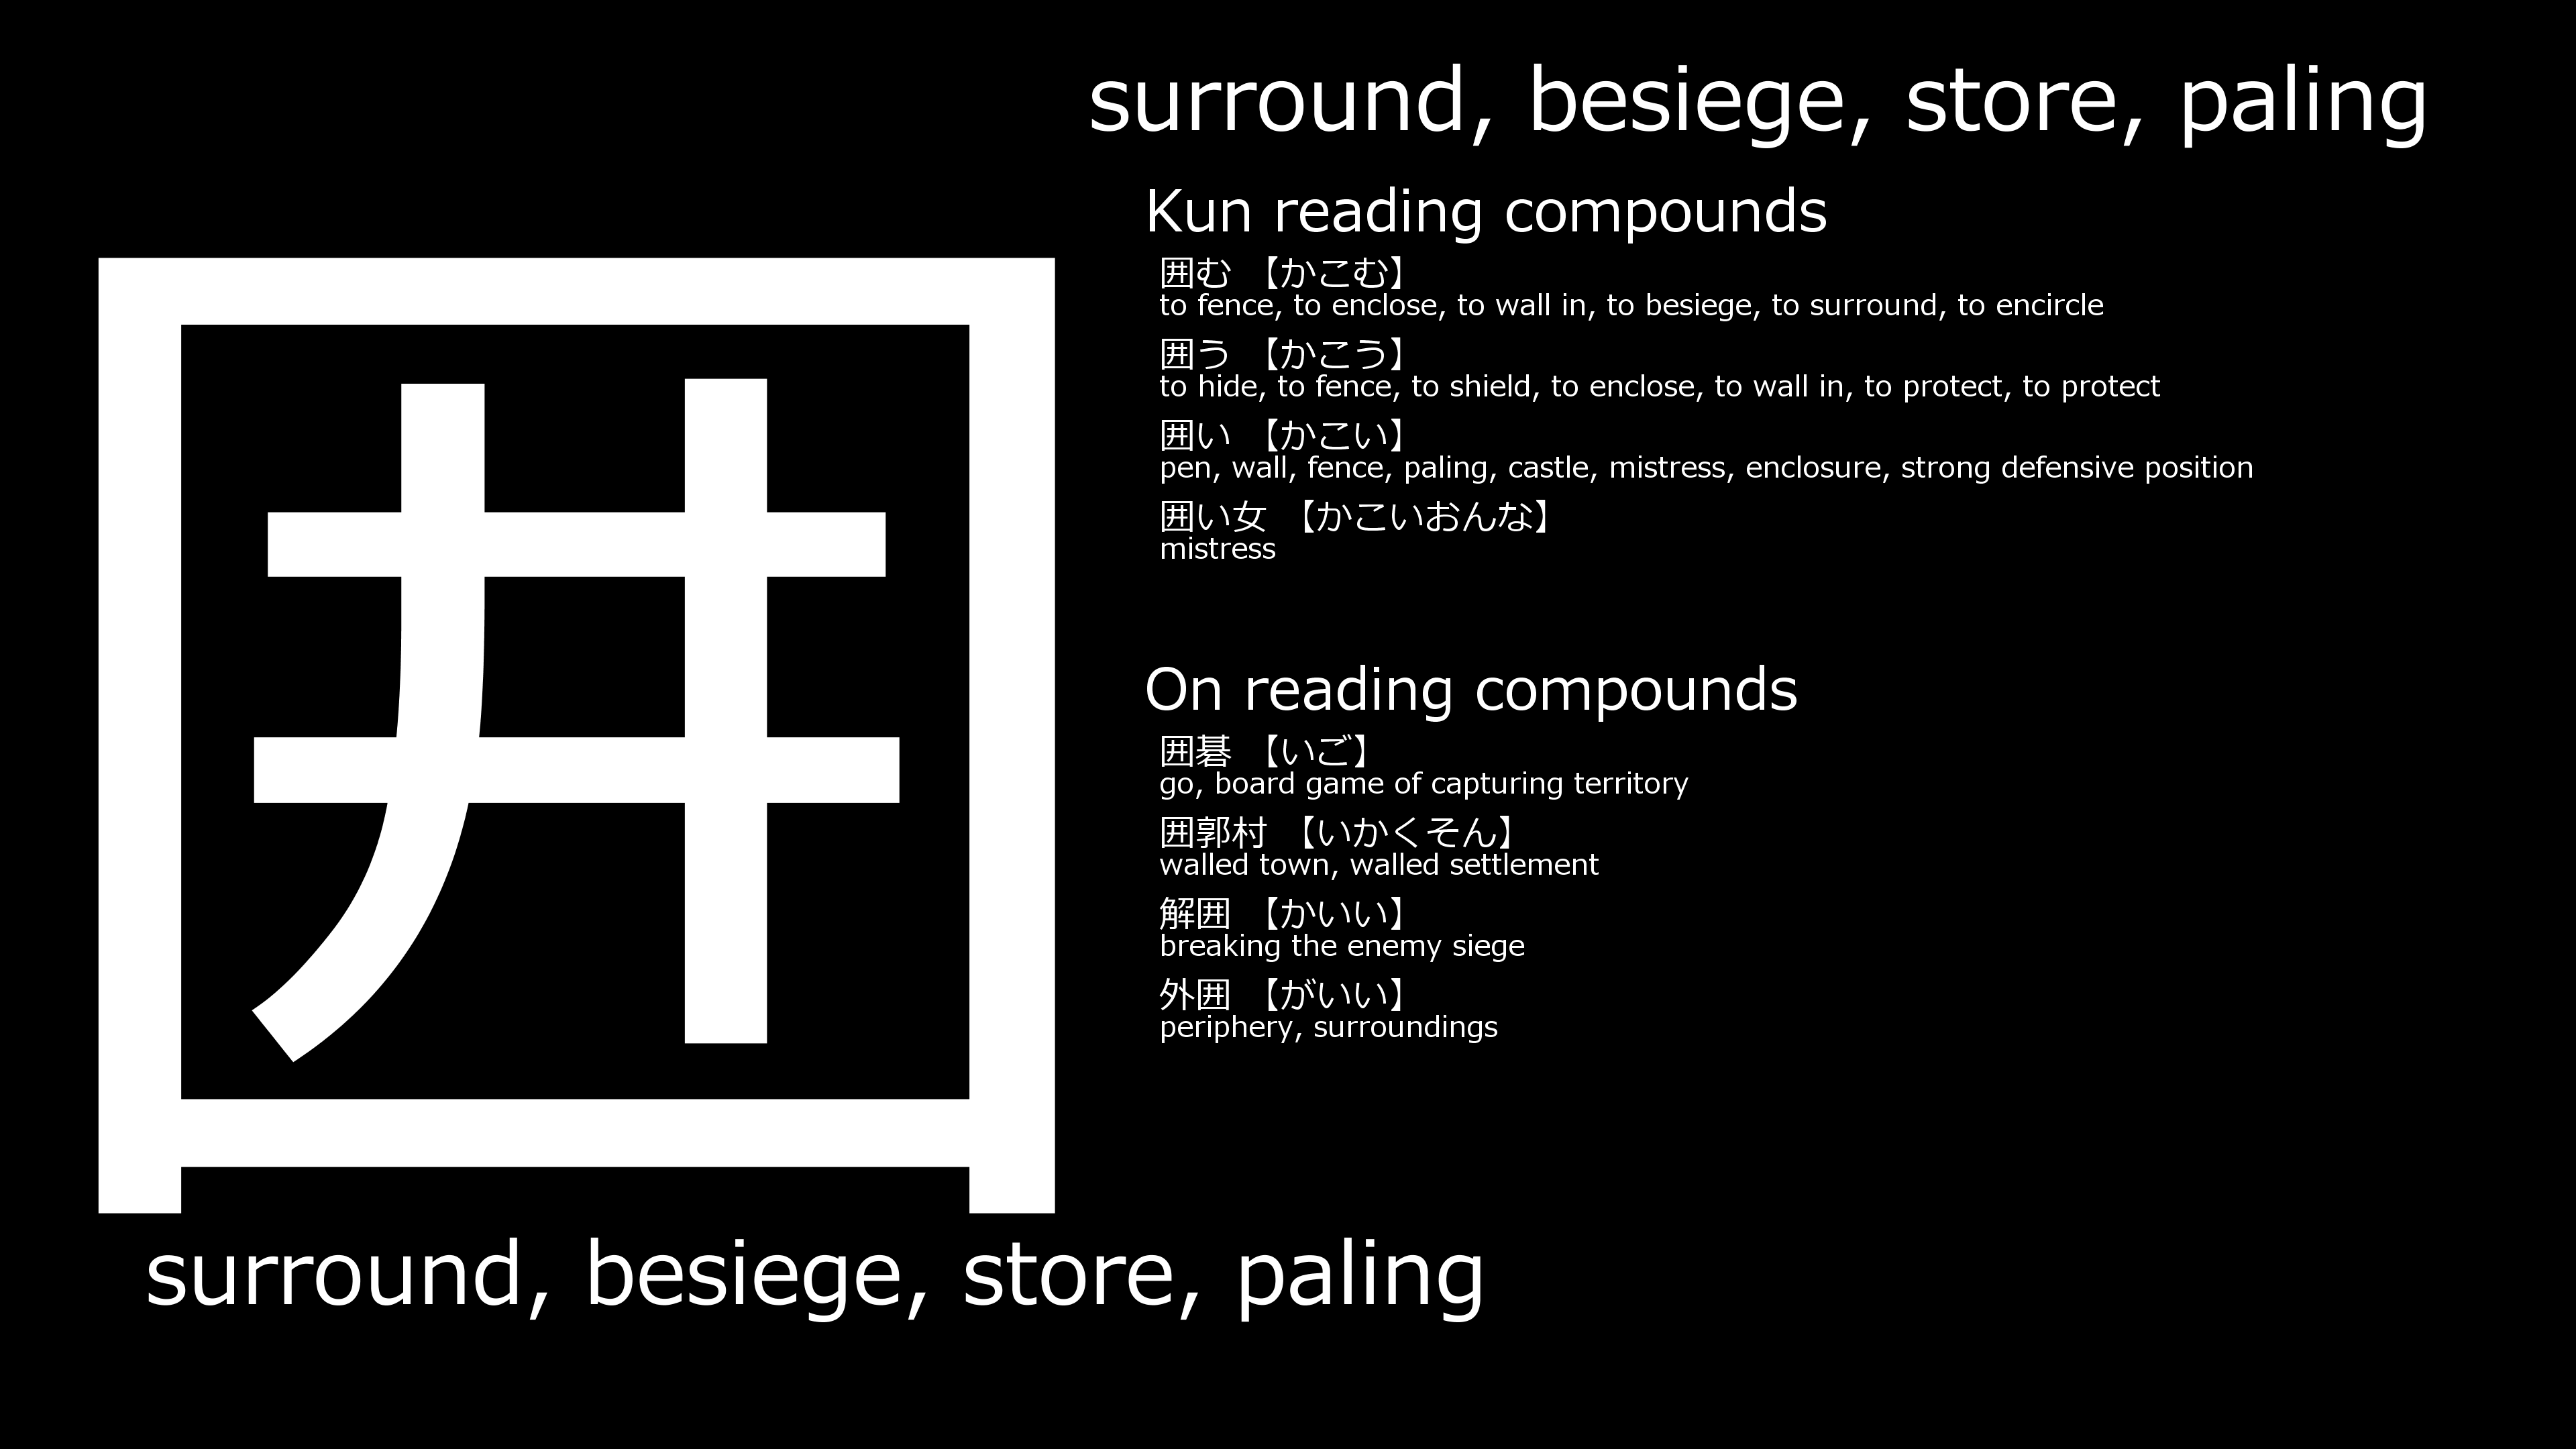 surround, besiege, store, paling
囲
Kun reading compounds
囲む 【かこむ】
to fence, to enclose, to wall in, to besiege, to surround, to encircle
囲う 【かこう】
to hide, to fence, to shield, to enclose, to wall in, to protect, to protect
囲い 【かこい】
pen, wall, fence, paling, castle, mistress, enclosure, strong defensive position
囲い女 【かこいおんな】
mistress
On reading compounds
囲碁 【いご】
go, board game of capturing territory
囲郭村 【いかくそん】
walled town, walled settlement
解囲 【かいい】
breaking the enemy siege
外囲 【がいい】
periphery, surroundings
surround, besiege, store, paling